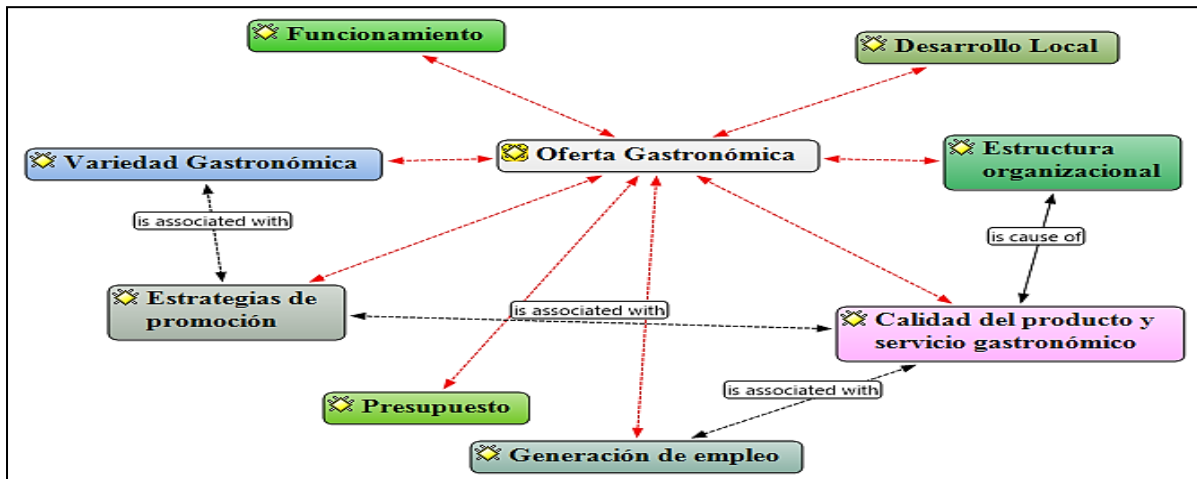 Funcionamiento
Desarrollo Local
Variedad Gastronómica
Oferta Gastronómica
Estructura
organizacional
is associated with
is cause of
Estrategias de
promoción
is associated with
Calidad del producto y
servicio gastronómico
is associated with
Presupuesto
Generación de empleo